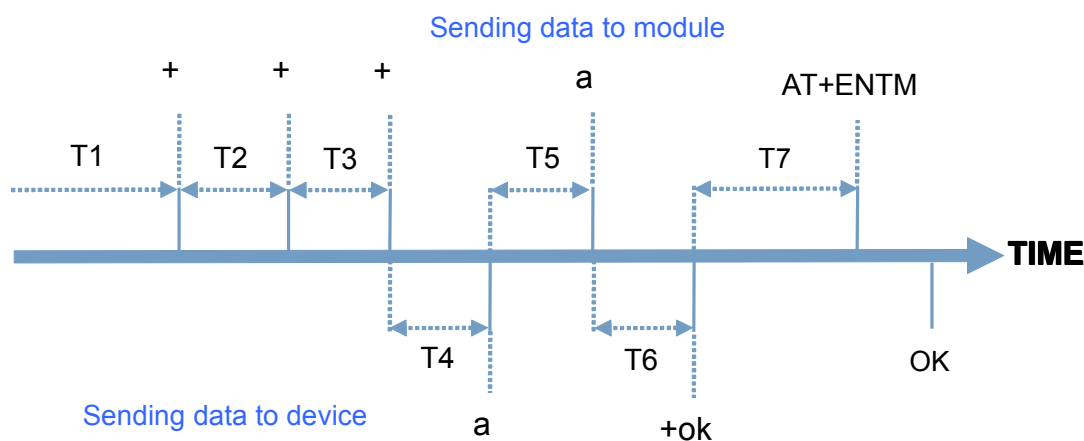 Sending data to module
+ + + a AT+ENTM
T1 T2 T3 T5 T7
TIME
T4 T6 OK
Sending data to device a +ok